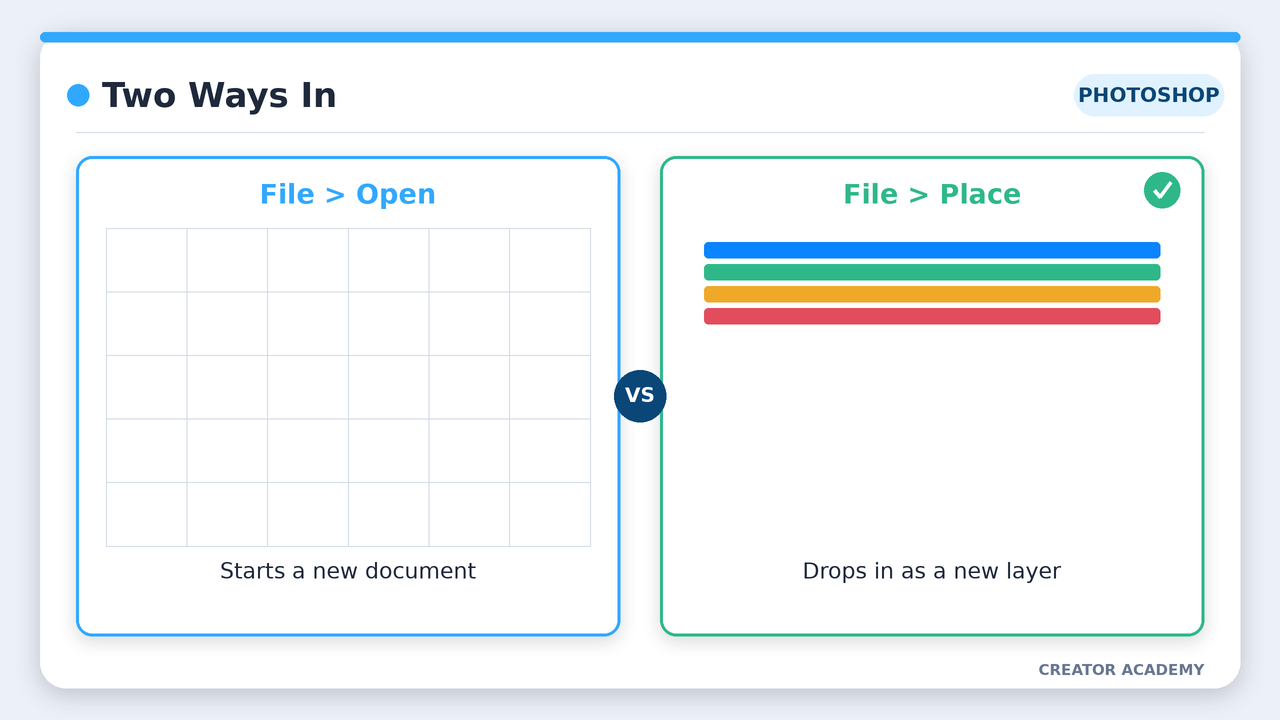 Two Ways In
PHOTOSHOP
File > Open
File > Place
VS
Starts a new document
Drops in as a new layer
CREATOR ACADEMY